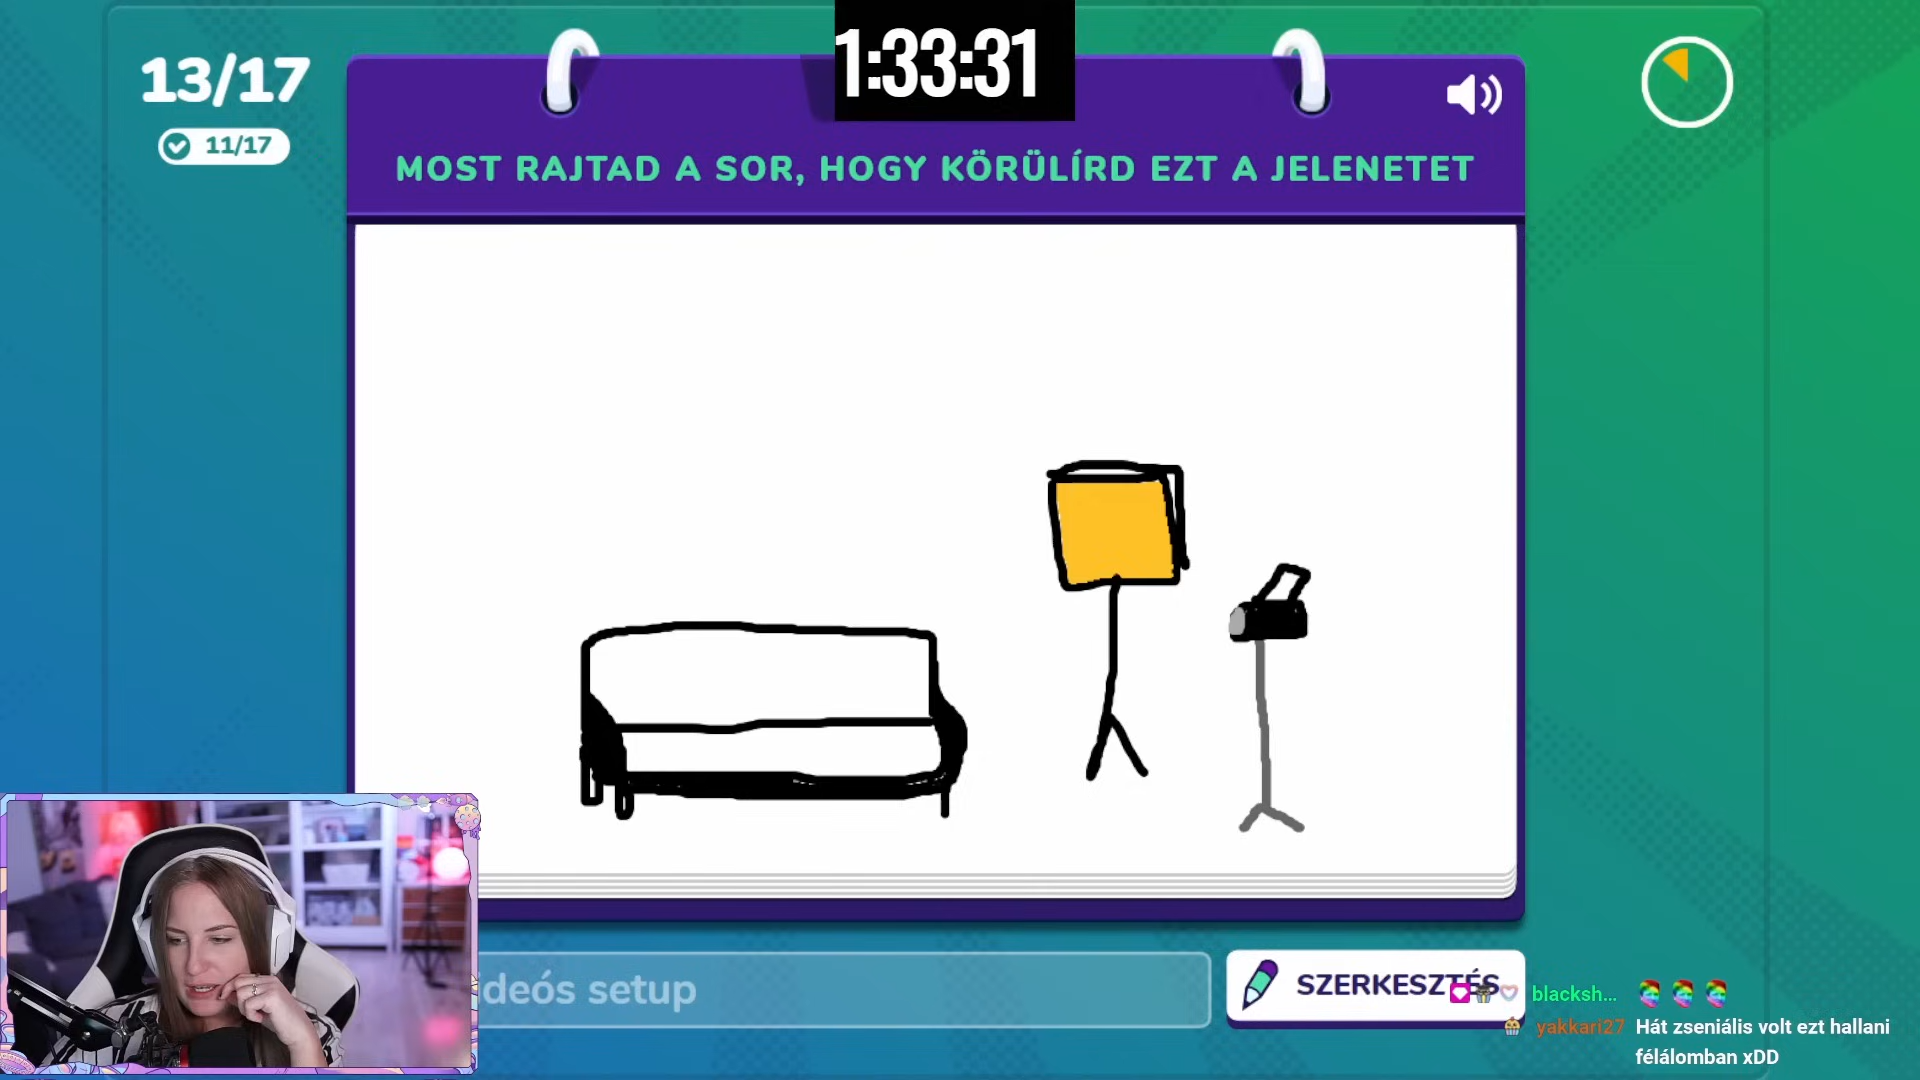 1:33:31
13/17
11/17
MOST RAJTAD A SOR, HOGY KÖRÜLÍRD EZT A JELENETET
deós setup
SZERKESZTÉS
blacksh...
yakkari27 Hát zseniális volt ezt hallani
félálomban xDD